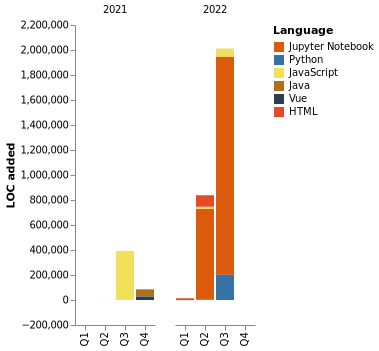 2021
2022
LOC added
2,200,000
2,000,000
1,800,000
1,600,000
1,400,000
1,200,000
1,000,000
800,000
600,000
400,000
200,000
0
−200,000
Q1
Q2
Q3
Q4
Q1
Q2
Q3
Q4
Language
Jupyter Notebook
Python
JavaScript
Java
Vue
HTML